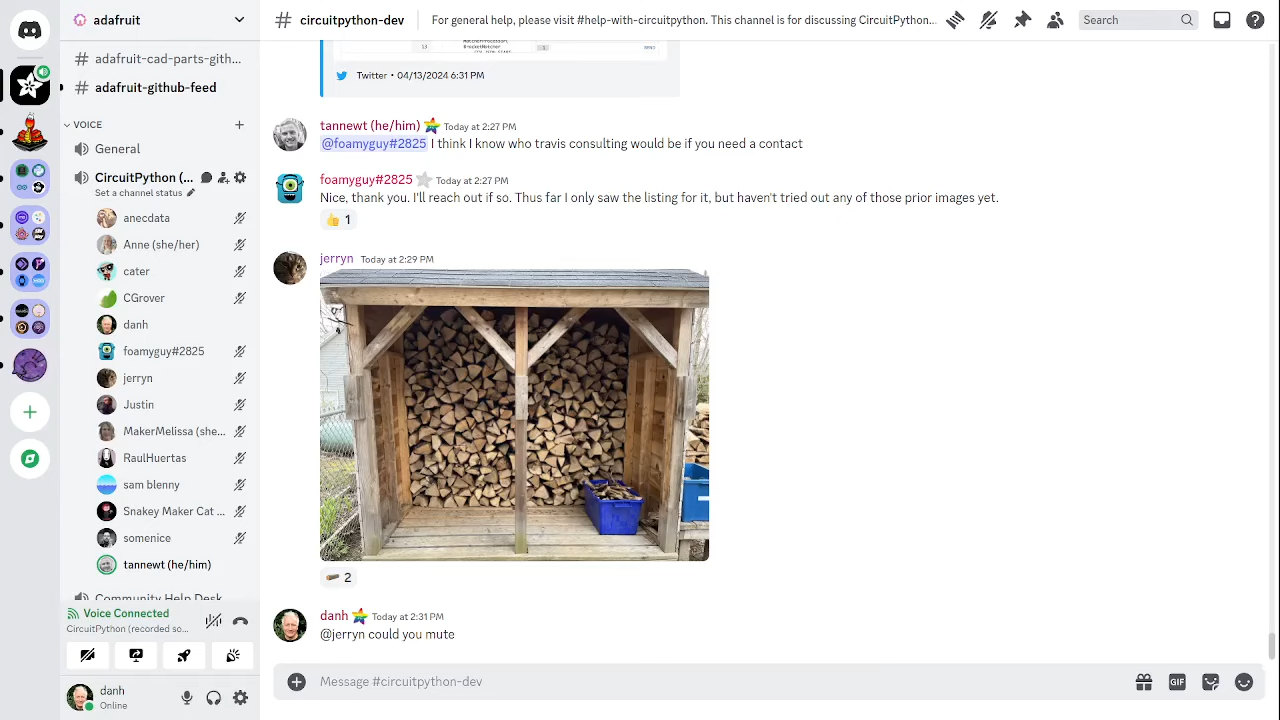 adafruit
# circuitpython-dev
For general help, please visit #help-with-circuitpython. This channel is for discussing CircuitPython...
Search
# adafruit-cad-parts-gith...
# adafruit-github-feed
VOICE
General
CircuitPython (...
Set a channel status
anecdata
Anne (she/her)
cater
CGrover
danh
foamyguy#2825
jerryn
Justin
MakerMelissa (she...
RaulHuertas
sam blenny
Snakey Maker Cat ...
somenice
tannewt (he/him)
Community Help Desk
Voice Connected
CircuitPython (recorded so...
danh
Online
13
SEND
Twitter • 04/13/2024 6:31 PM
tannewt (he/him) Today at 2:27 PM
@foamyguy#2825 I think I know who travis consulting would be if you need a contact
foamyguy#2825 Today at 2:27 PM
Nice, thank you. I'll reach out if so. Thus far I only saw the listing for it, but haven't tried out any of those prior images yet.
1
jerryn Today at 2:29 PM
2
danh Today at 2:31 PM
@jerryn could you mute
Message #circuitpython-dev
GIF